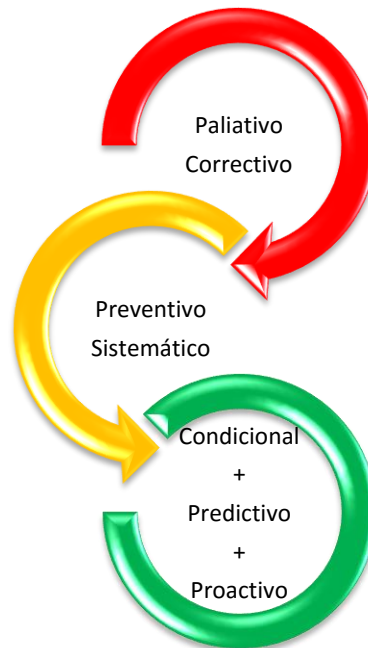 Paliativo
Correctivo
Preventivo
Sistemático
Condicional
+
Predictivo
+
Proactivo